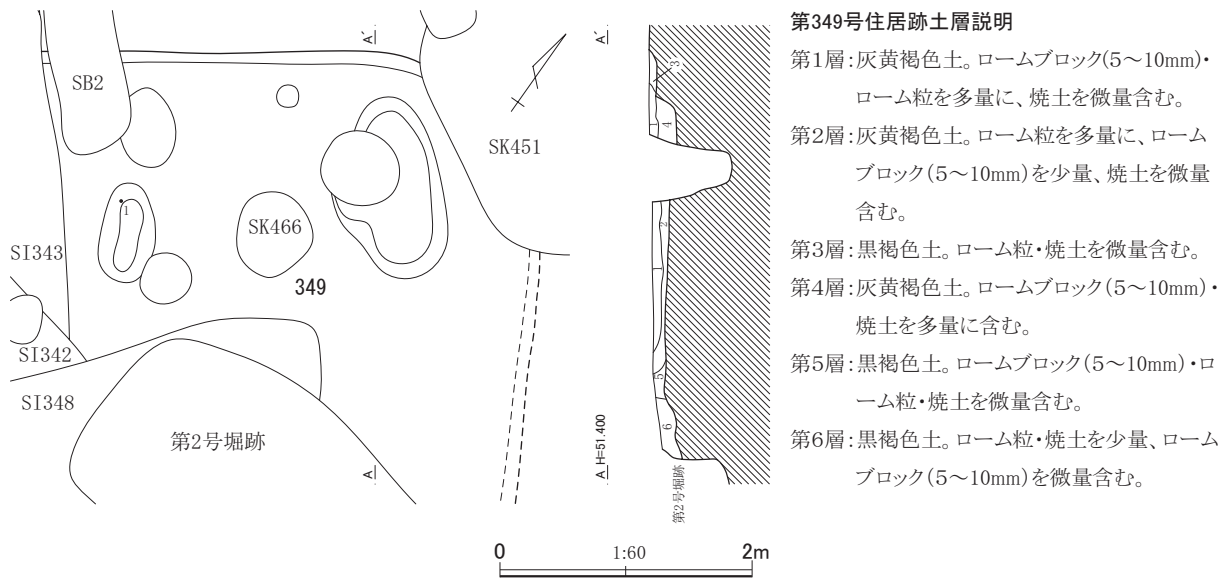 A´
A´
SB2
3
1
4
SK451
1
SK466
2
SI343
349
SI342
5
SI348
6
第2号堀跡
A
A H=51.400
第2号堀跡
0 1:60 2m
第349号住居跡土層説明
第1層:灰黄褐色土。ロームブロック(5〜10mm)・
ローム粒を多量に、焼土を微量含む。
第2層:灰黄褐色土。ローム粒を多量に、ローム
ブロック(5〜10mm)を少量、焼土を微量
含む。
第3層:黒褐色土。ローム粒・焼土を微量含む。
第4層:灰黄褐色土。ロームブロック(5〜10mm)・
焼土を多量に含む。
第5層:黒褐色土。ロームブロック(5〜10mm)・ロ
ーム粒・焼土を微量含む。
第6層:黒褐色土。ローム粒・焼土を少量、ローム
ブロック(5〜10mm)を微量含む。